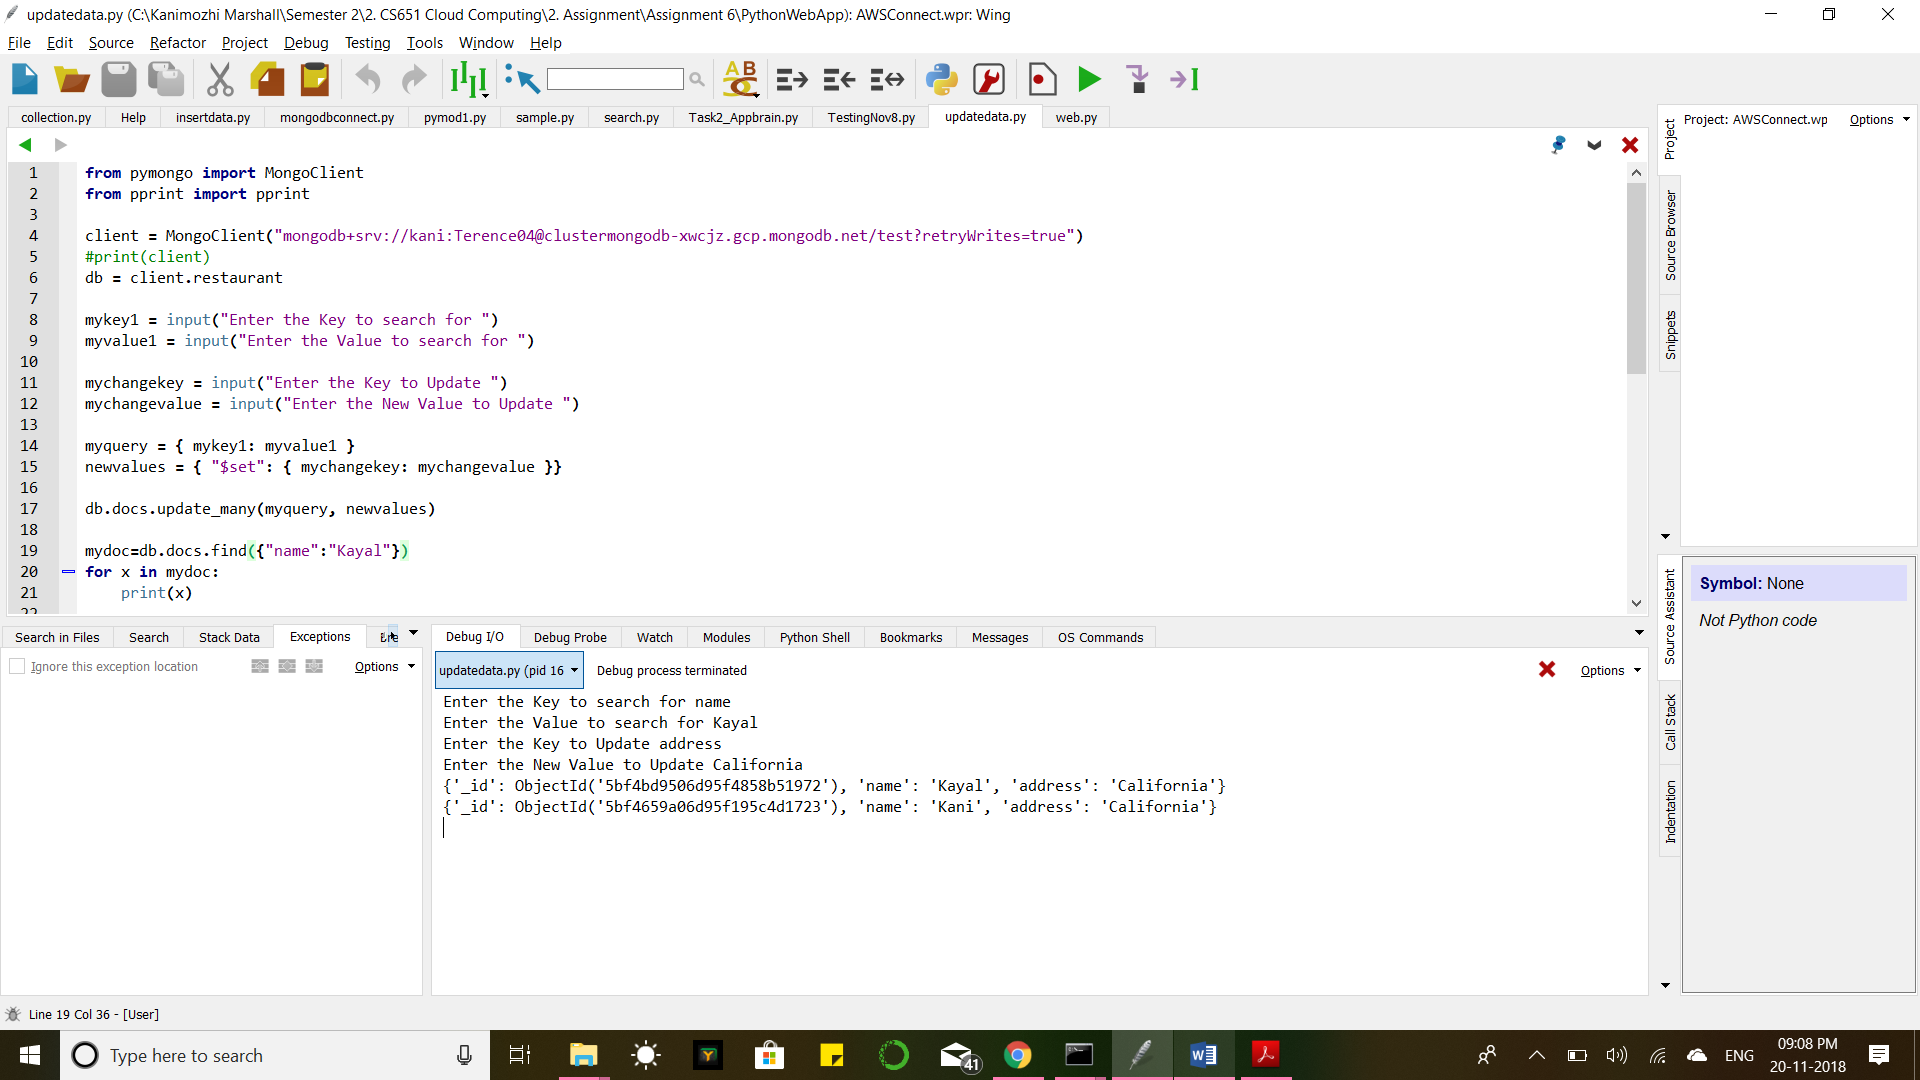 updatedata.py (C:\Kanimozhi Marshall\Semester 2\2. CS651 Cloud Computing\2. Assignment\Assignment 6\PythonWebApp): AWSConnect.wpr: Wing
File Edit Source Refactor Project Debug Testing Tools Window Help
collection.py Help insertdata.py mongodbconnect.py pymod1.py sample.py search.py Task2_Appbrain.py TestingNov8.py updatedata.py web.py
1 from pymongo import MongoClient
2 from pprint import pprint
3
4 client = MongoClient("mongodb+srv://kani:Terence04@clustermongodb-xwcjz.gcp.mongodb.net/test?retryWrites=true")
5 #print(client)
6 db = client.restaurant
7
8 mykey1 = input("Enter the Key to search for ")
9 myvalue1 = input("Enter the Value to search for ")
10
11 mychangekey = input("Enter the Key to Update ")
12 mychangevalue = input("Enter the New Value to Update ")
13
14 myquery = { mykey1: myvalue1 }
15 newvalues = { "$set": { mychangekey: mychangevalue }}
16
17 db.docs.update_many(myquery, newvalues)
18
19 mydoc=db.docs.find({"name":"Kayal"})
20 for x in mydoc:
21 print(x)
22
Project: AWSConnect.wp Options
Project
Source Browser
Snippets
Search in Files Search Stack Data Exceptions
Ignore this exception location Options
Debug I/O Debug Probe Watch Modules Python Shell Bookmarks Messages OS Commands
updatedata.py (pid 16 Debug process terminated Options
Enter the Key to search for name
Enter the Value to search for Kayal
Enter the Key to Update address
Enter the New Value to Update California
{'_id': ObjectId('5bf4bd9506d95f4858b51972'), 'name': 'Kayal', 'address': 'California'}
{'_id': ObjectId('5bf4659a06d95f195c4d1723'), 'name': 'Kani', 'address': 'California'}
Source Assistant
Call Stack
Indentation
Symbol: None
Not Python code
Line 19 Col 36 - [User]
Type here to search
41
ENG
09:08 PM
20-11-2018